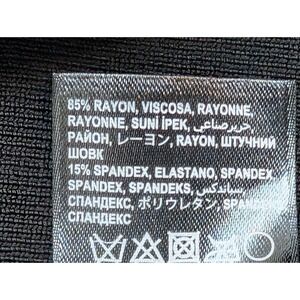 85% RAYON, VISCOSA, RAYONNE,
RAYONNE, SUNİ İPEK, حرير صناعي,
РАЙОН, レーヨン, RAYON, ШТУЧНИЙ
ШОВК
15% SPANDEX, ELASTANO, SPANDEX,
SPANDEX, SPANDEKS, سباندكس,
СПАНДЕКС, ポリウレタン, SPANDEX,
СПАНДЕКС